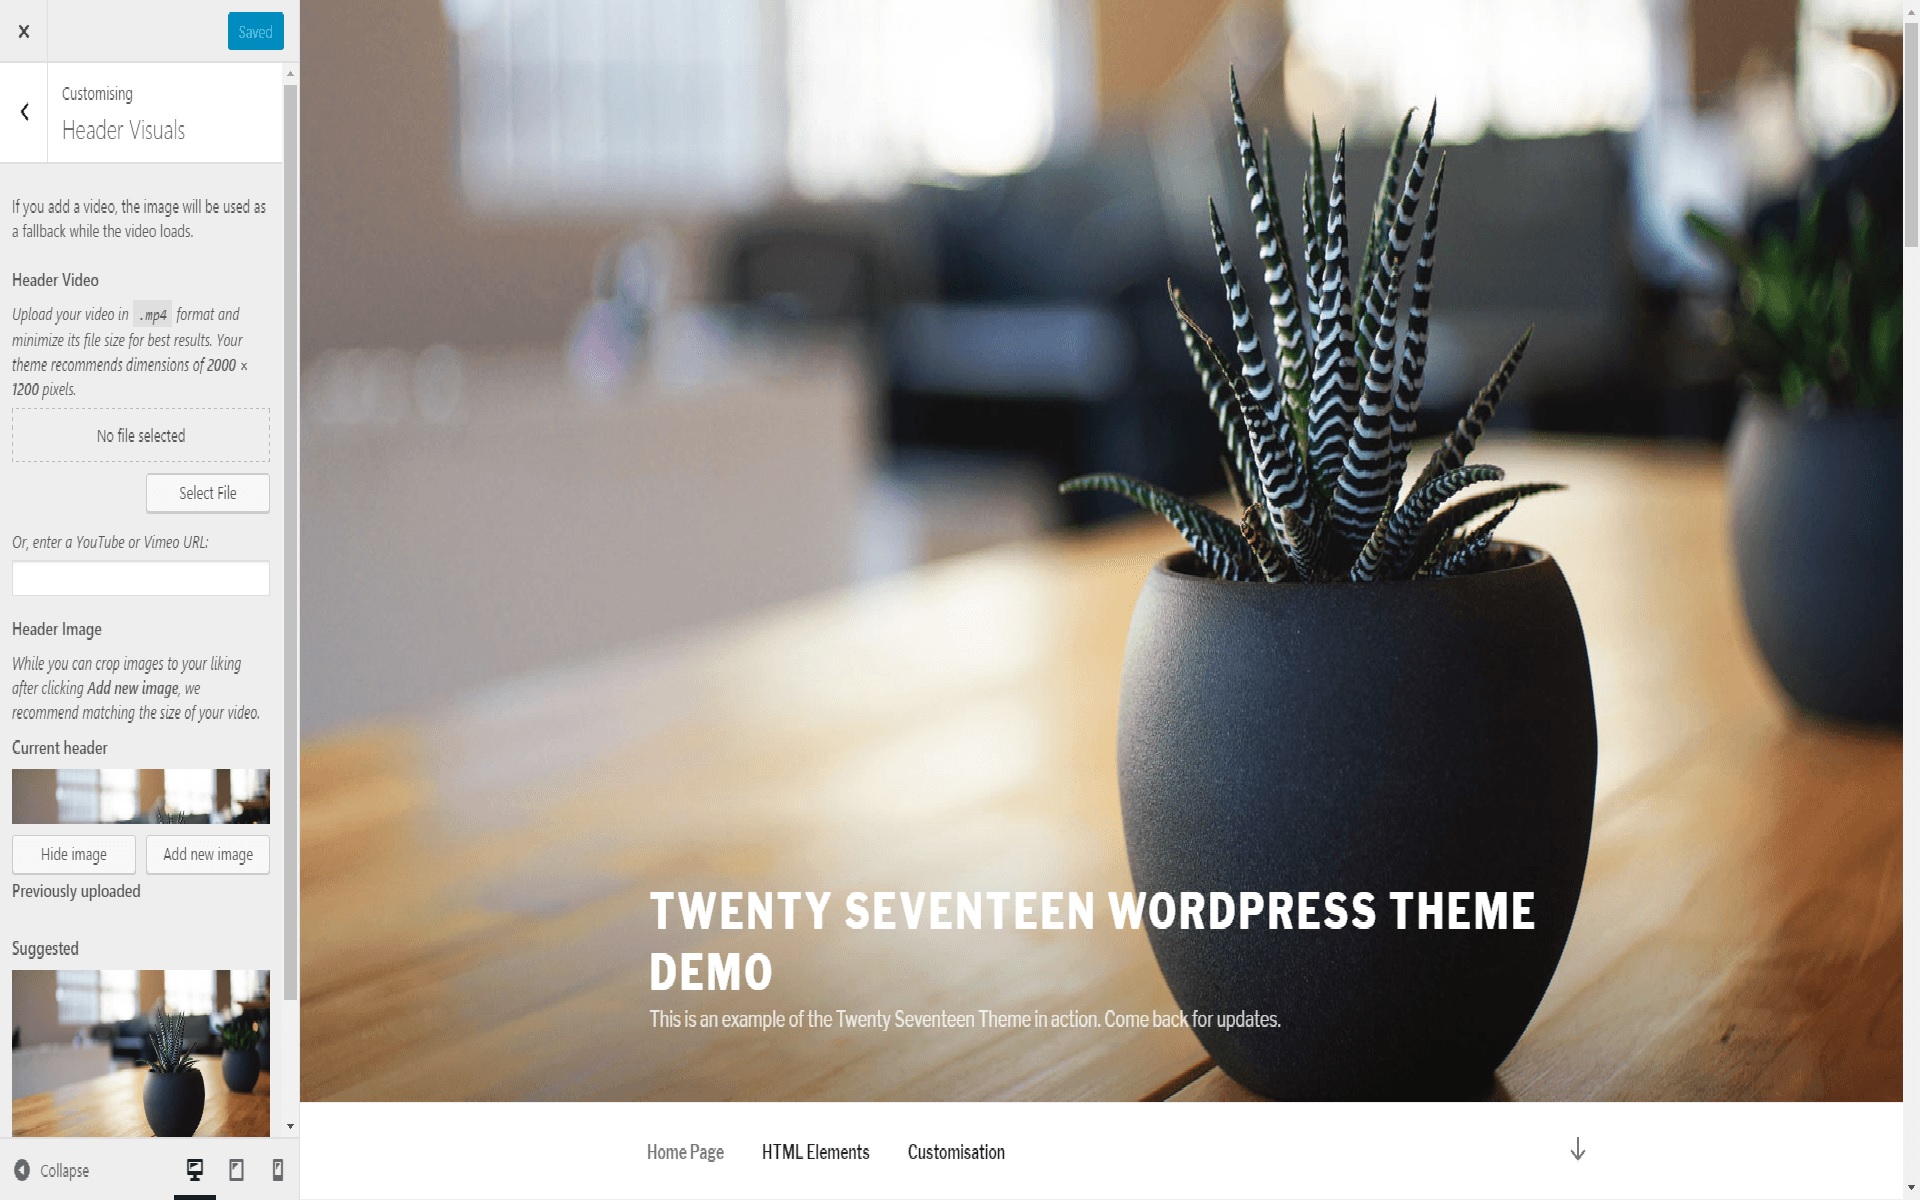 Saved
Customising
Header Visuals
If you add a video, the image will be used as
a fallback while the video loads.
Header Video
Upload your video in .mp4 format and
minimize its file size for best results. Your
theme recommends dimensions of 2000 ×
1200 pixels.
No file selected
Select File
Or, enter a YouTube or Vimeo URL:
Header Image
While you can crop images to your liking
after clicking Add new image, we
recommend matching the size of your video.
Current header
Hide image
Add new image
Previously uploaded
Suggested
Collapse
TWENTY SEVENTEEN WORDPRESS THEME
DEMO
This is an example of the Twenty Seventeen Theme in action. Come back for updates.
Home Page
HTML Elements
Customisation